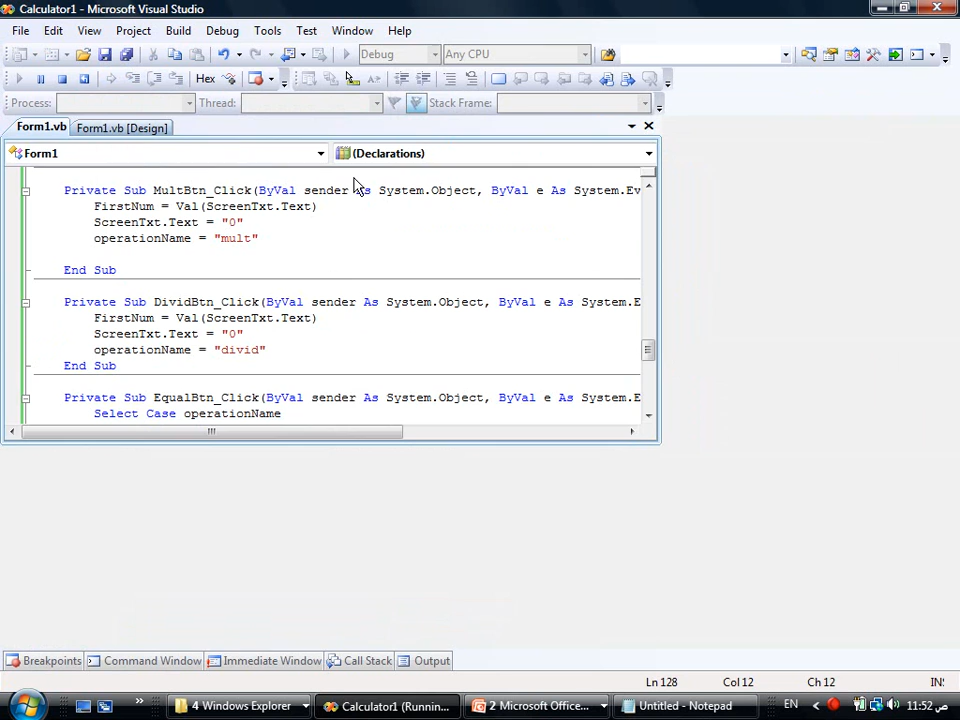 Calculator1 (Running) - Microsoft Visual Studio
File Edit View Project Build Debug Tools Test Window Help
Debug Any CPU
Hex
Process: Thread: Stack Frame:
Form1.vb Form1.vb [Design]
Form1 (Declarations)
Private Sub MultBtn_Click(ByVal sender As System.Object, ByVal e As System.Ev
FirstNum = Val(ScreenTxt.Text)
ScreenTxt.Text = "0"
operationName = "mult"
End Sub
Private Sub DividBtn_Click(ByVal sender As System.Object, ByVal e As System.E
FirstNum = Val(ScreenTxt.Text)
ScreenTxt.Text = "0"
operationName = "divid"
End Sub
Private Sub EqualBtn_Click(ByVal sender As System.Object, ByVal e As System.E
Select Case operationName
Breakpoints Command Window Immediate Window Call Stack Output
Ln 128 Col 12 Ch 12 INS
4 Windows Explorer Calculator1 (Runnin... 2 Microsoft Office... Untitled - Notepad EN 11:52 ص